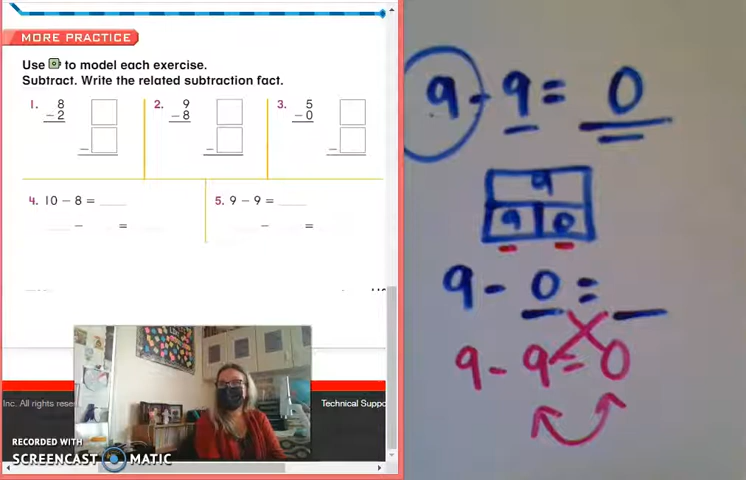 MORE PRACTICE
Use to model each exercise.
Subtract. Write the related subtraction fact.
1. 8
- 2
-
2. 9
- 8
-
3. 5
- 0
-
4. 10 - 8 =
- =
5. 9 - 9 =
- =
Inc. All rights rese
Technical Suppo
RECORDED WITH
SCREENCAST MATIC
9 - 9 = 0
9
9 0
9 - 0 =
9 - 9 = 0